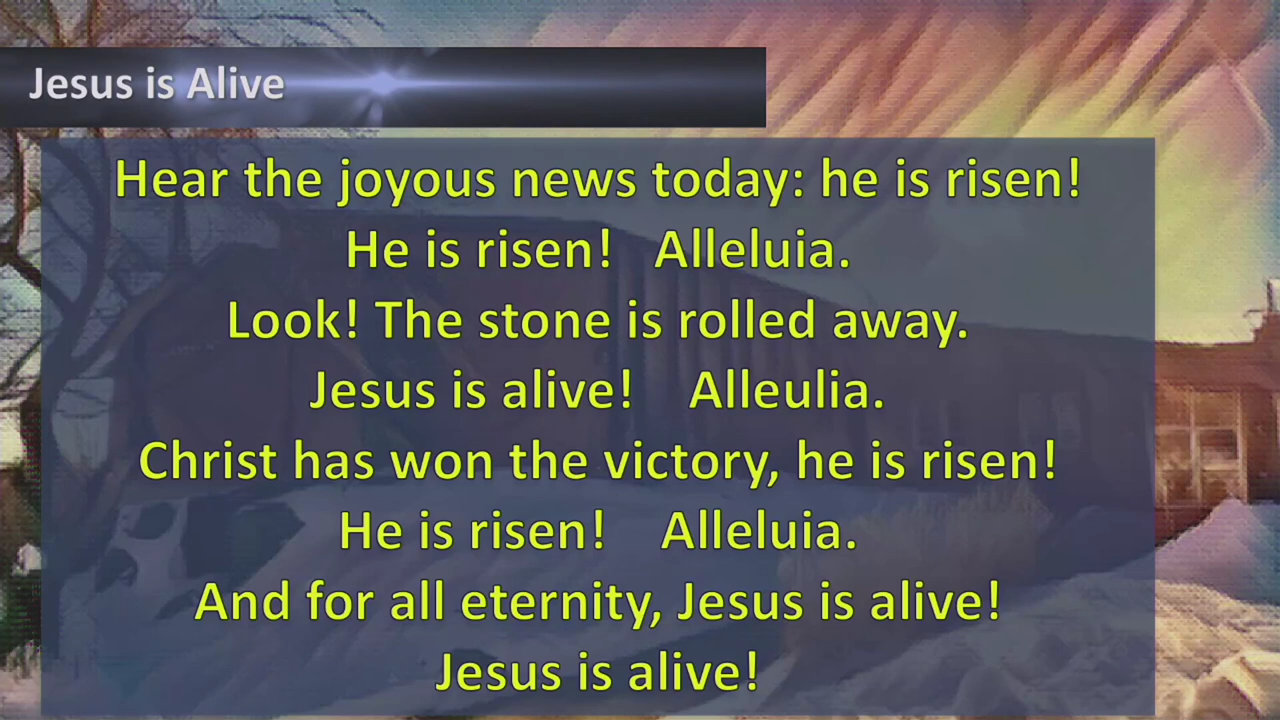 Jesus is Alive
Hear the joyous news today: he is risen!
He is risen! Alleluia.
Look! The stone is rolled away.
Jesus is alive! Alleulia.
Christ has won the victory, he is risen!
He is risen! Alleluia.
And for all eternity, Jesus is alive!
Jesus is alive!